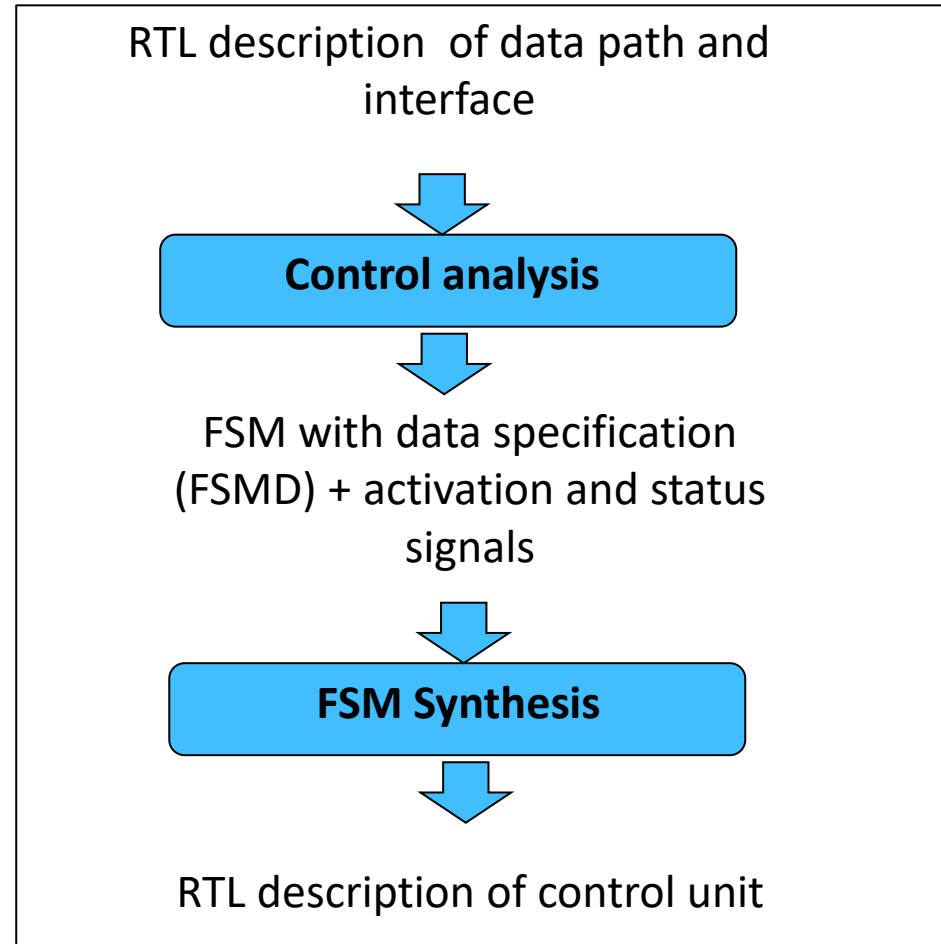 RTL description of data path and
interface
Control analysis
FSM with data specification
(FSMD) + activation and status
signals
FSM Synthesis
RTL description of control unit